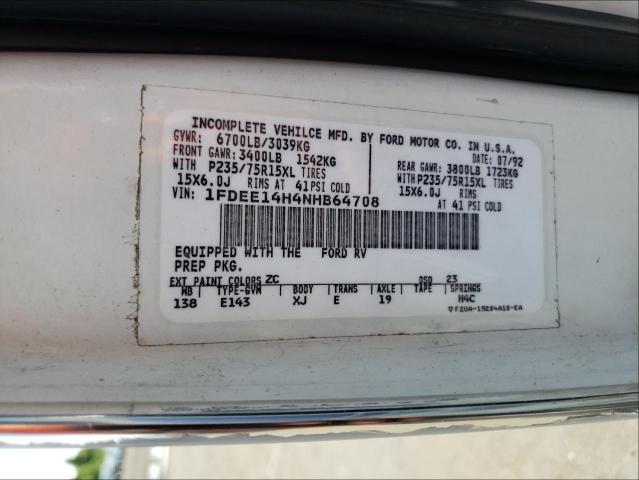 INCOMPLETE VEHILCE MFD. BY FORD MOTOR CO. IN U.S.A.
GVWR: 6700LB/3039KG DATE: 07/92
FRONT GAWR: 3400LB 1542KG REAR GAWR: 3800LB 1723KG
WITH P235/75R15XL TIRES WITH P235/75R15XL TIRES
15X6.0J RIMS AT 41 PSI COLD 15X6.0J RIMS
VIN: 1FDEE14H4NHB64708 AT 41 PSI COLD
EQUIPPED WITH THE FORD RV
PREP PKG.
EXT PAINT COLORS ZC DSO 23
WB TYPE-GVW BODY TRANS AXLE TAPE SPRINGS
138 E143 XJ E 19 H4C
F2UA-15204A10-EA